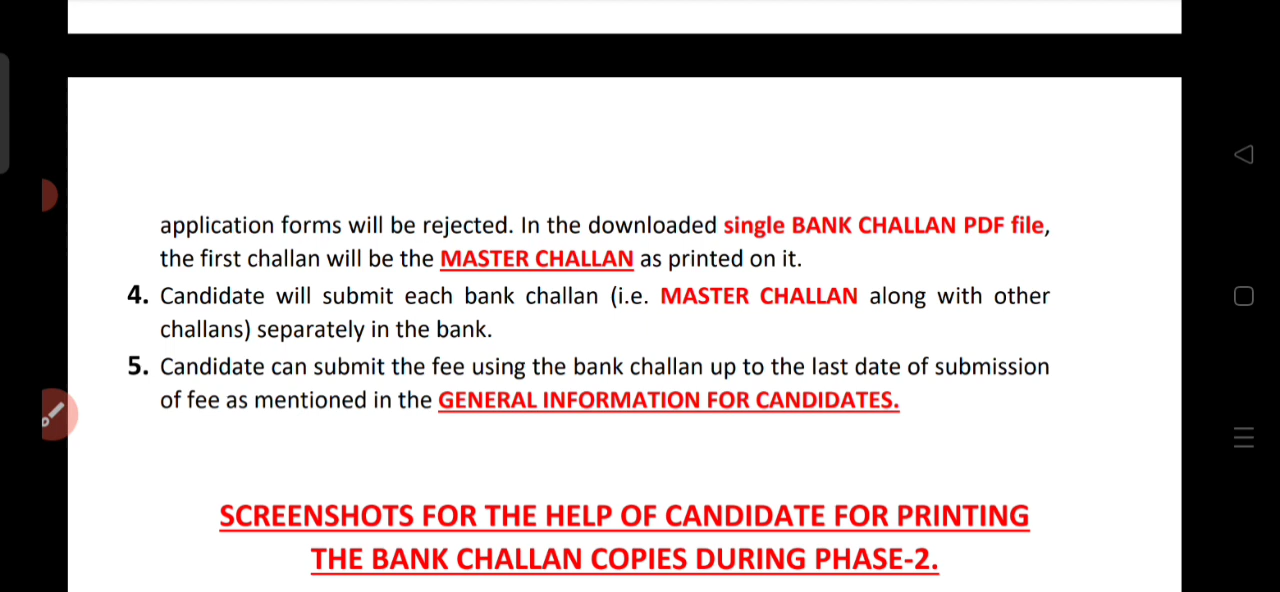 application forms will be rejected. In the downloaded single BANK CHALLAN PDF file,
the first challan will be the MASTER CHALLAN as printed on it.
4. Candidate will submit each bank challan (i.e. MASTER CHALLAN along with other
challans) separately in the bank.
5. Candidate can submit the fee using the bank challan up to the last date of submission
of fee as mentioned in the GENERAL INFORMATION FOR CANDIDATES.
SCREENSHOTS FOR THE HELP OF CANDIDATE FOR PRINTING
THE BANK CHALLAN COPIES DURING PHASE-2.